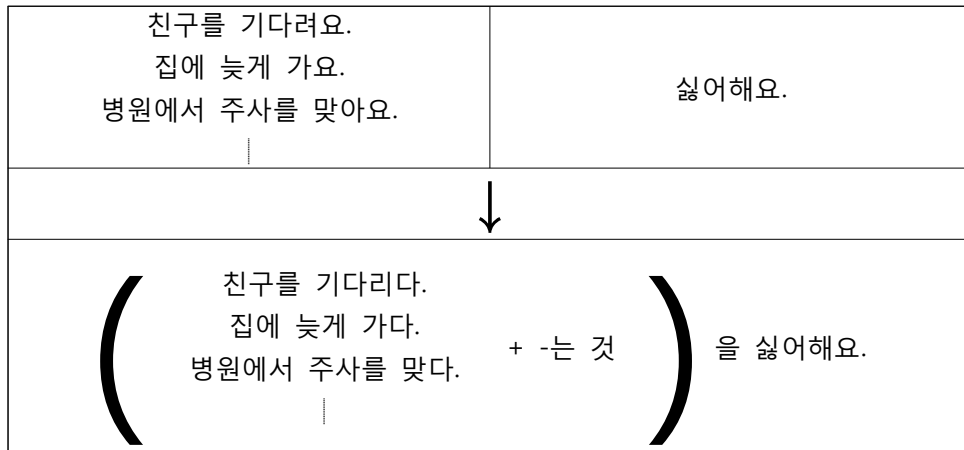 친구를 기다려요.
집에 늦게 가요.
병원에서 주사를 맞아요.
싫어해요.
↓
친구를 기다리다.
집에 늦게 가다.
병원에서 주사를 맞다.
( + -는 것 ) 을 싫어해요.